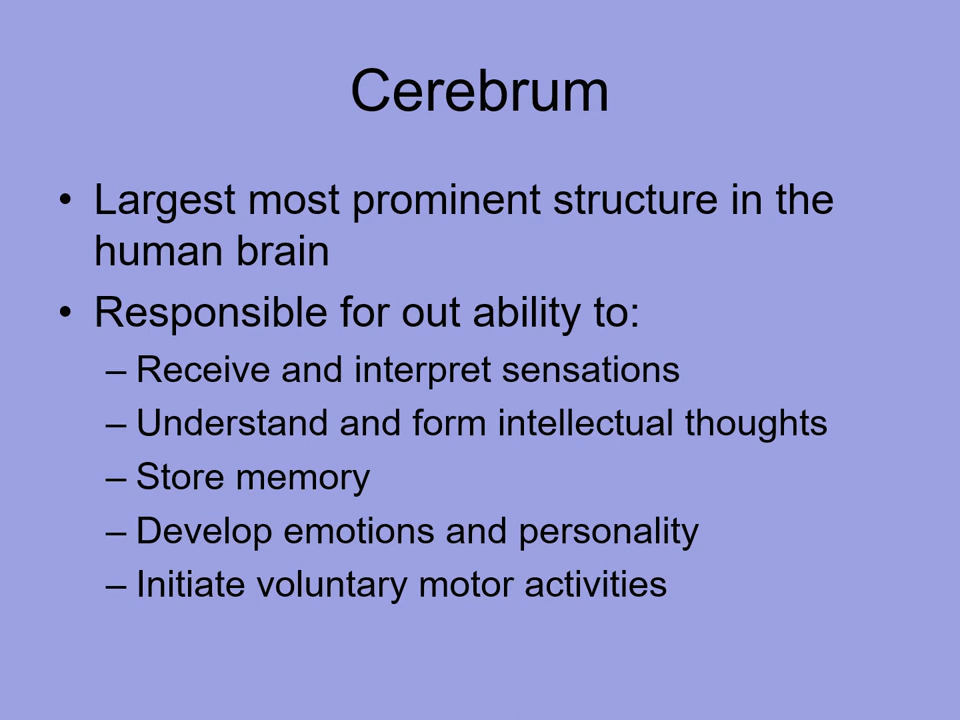 Cerebrum
• Largest most prominent structure in the
human brain
• Responsible for out ability to:
– Receive and interpret sensations
– Understand and form intellectual thoughts
– Store memory
– Develop emotions and personality
– Initiate voluntary motor activities